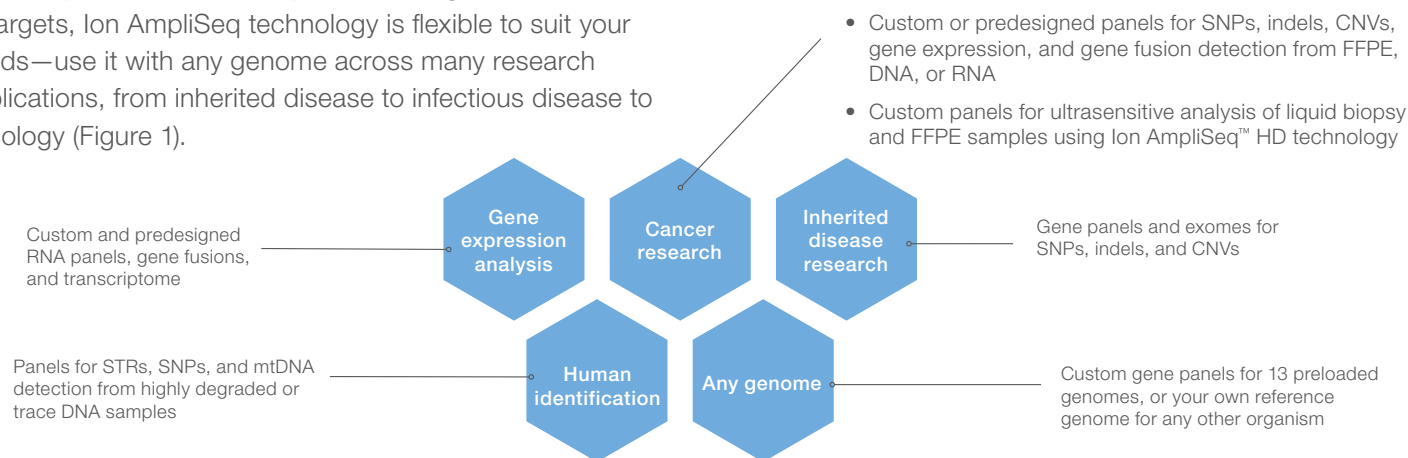 targets, Ion AmpliSeq technology is flexible to suit your
ds—use it with any genome across many research
plications, from inherited disease to infectious disease to
ology (Figure 1).
• Custom or predesigned panels for SNPs, indels, CNVs,
gene expression, and gene fusion detection from FFPE,
DNA, or RNA
• Custom panels for ultrasensitive analysis of liquid biopsy
and FFPE samples using Ion AmpliSeq™ HD technology
Custom and predesigned
RNA panels, gene fusions,
and transcriptome
Gene
expression
analysis
Cancer
research
Inherited
disease
research
Gene panels and exomes for
SNPs, indels, and CNVs
Panels for STRs, SNPs, and mtDNA
detection from highly degraded or
trace DNA samples
Human
identification
Any genome
Custom gene panels for 13 preloaded
genomes, or your own reference
genome for any other organism